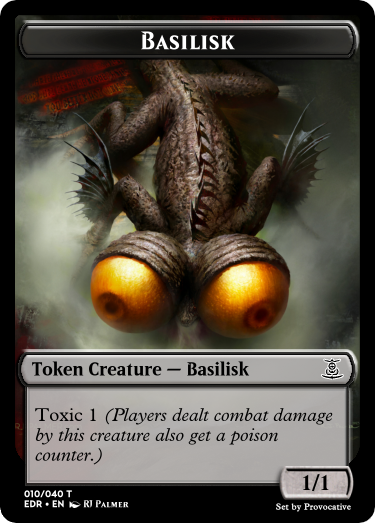 Basilisk
Token Creature — Basilisk
Toxic 1 (Players dealt combat damage
by this creature also get a poison
counter.)
1/1
010/040 T
EDR • EN RJ Palmer
Set by Provocative